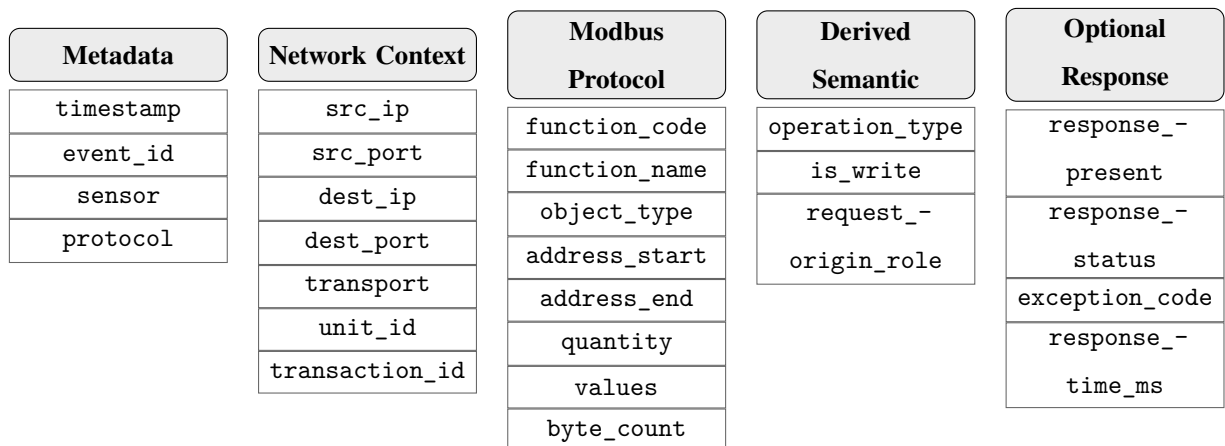 Metadata
timestamp
event_id
sensor
protocol
Network Context
src_ip
src_port
dest_ip
dest_port
transport
unit_id
transaction_id
Modbus
Protocol
function_code
function_name
object_type
address_start
address_end
quantity
values
byte_count
Derived
Semantic
operation_type
is_write
request_-
origin_role
Optional
Response
response_-
present
response_-
status
exception_code
response_-
time_ms